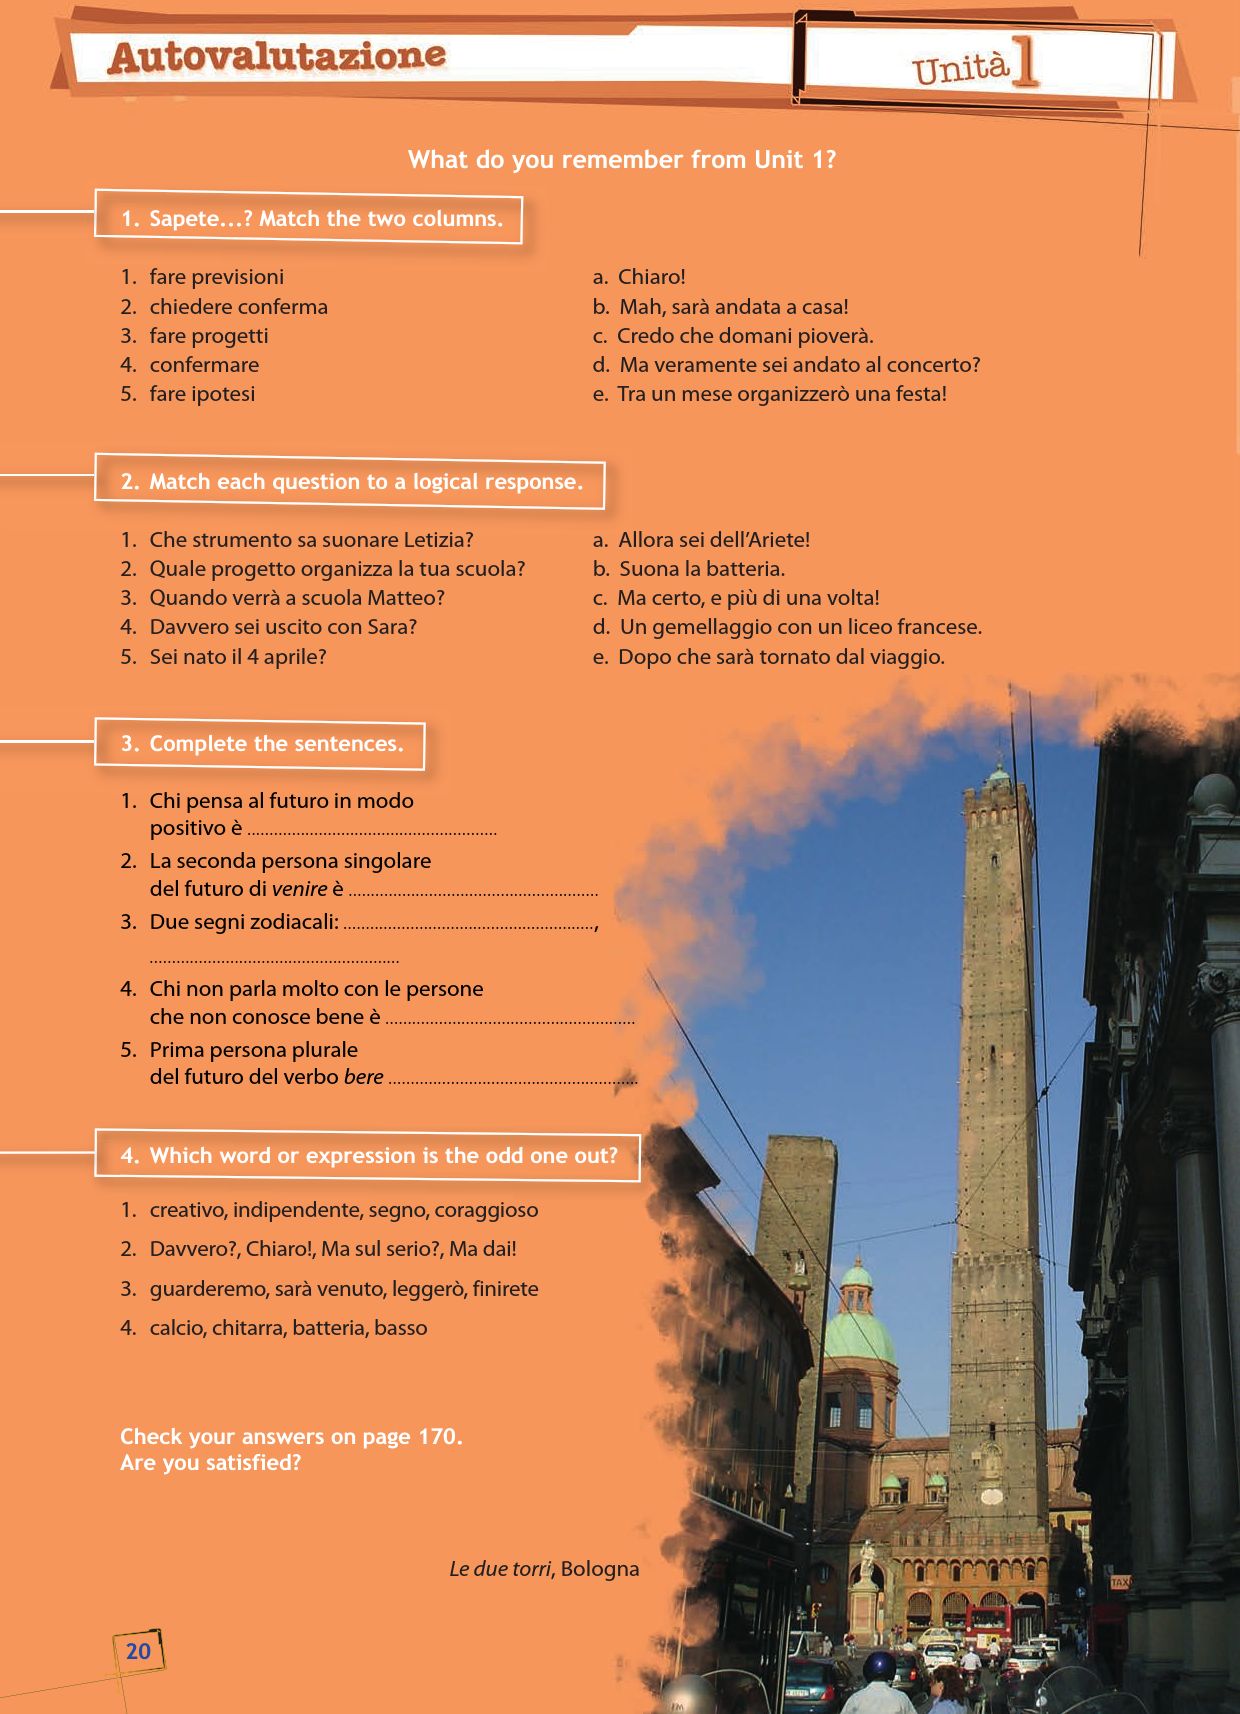 Autovalutazione
Unità 1
What do you remember from Unit 1?
1. Sapete...? Match the two columns.
1. fare previsioni
2. chiedere conferma
3. fare progetti
4. confermare
5. fare ipotesi
a. Chiaro!
b. Mah, sarà andata a casa!
c. Credo che domani pioverà.
d. Ma veramente sei andato al concerto?
e. Tra un mese organizzerò una festa!
2. Match each question to a logical response.
1. Che strumento sa suonare Letizia?
2. Quale progetto organizza la tua scuola?
3. Quando verrà a scuola Matteo?
4. Davvero sei uscito con Sara?
5. Sei nato il 4 aprile?
a. Allora sei dell'Ariete!
b. Suona la batteria.
c. Ma certo, e più di una volta!
d. Un gemellaggio con un liceo francese.
e. Dopo che sarà tornato dal viaggio.
3. Complete the sentences.
1. Chi pensa al futuro in modo
positivo è ........................................................
2. La seconda persona singolare
del futuro di venire è ........................................................
3. Due segni zodiacali: ........................................................,
........................................................
4. Chi non parla molto con le persone
che non conosce bene è ........................................................
5. Prima persona plurale
del futuro del verbo bere ........................................................
4. Which word or expression is the odd one out?
1. creativo, indipendente, segno, coraggioso
2. Davvero?, Chiaro!, Ma sul serio?, Ma dai!
3. guarderemo, sarà venuto, leggerò, finirete
4. calcio, chitarra, batteria, basso
Check your answers on page 170.
Are you satisfied?
Le due torri, Bologna
TAXI
20